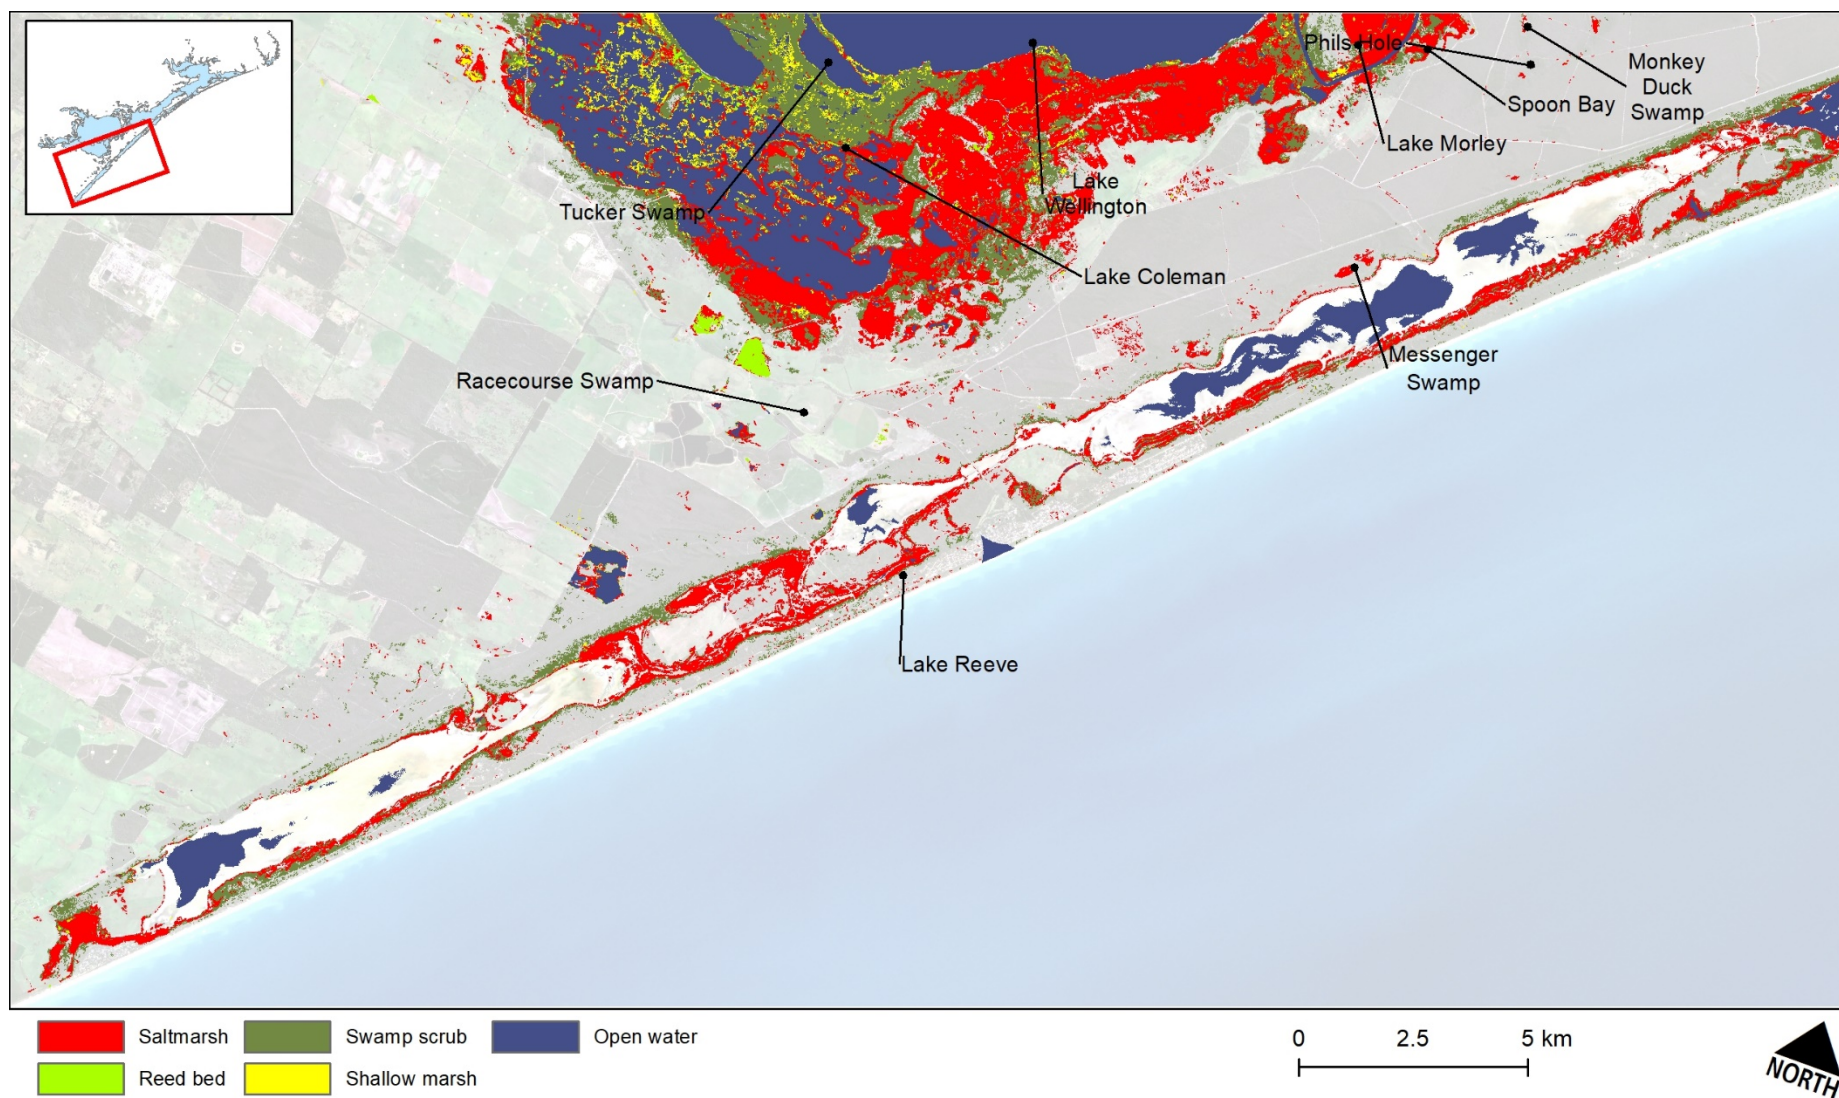 Phils Hole
Monkey
Duck
Swamp
Spoon Bay
Lake Morley
Lake
Wellington
Tucker Swamp
Lake Coleman
Messenger
Swamp
Racecourse Swamp
Lake Reeve
Saltmarsh
Swamp scrub
Open water
Reed bed
Shallow marsh
0 2.5 5 km
NORTH